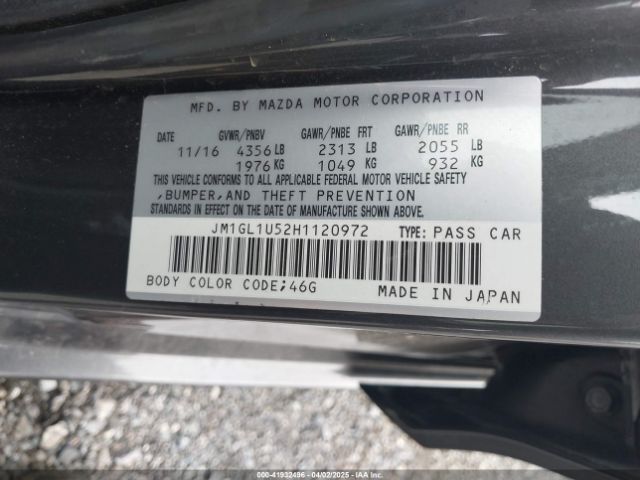 MFD. BY MAZDA MOTOR CORPORATION
GVWR/PNBV GAWR/PNBE FRT GAWR/PNBE RR
11/16 4356 LB 2313 LB 2055 LB
1976 KG 1049 KG 932 KG
THIS VEHICLE CONFORMS TO ALL APPLICABLE FEDERAL MOTOR VEHICLE SAFETY
,BUMPER,AND THEFT PREVENTION
STANDARDS IN EFFECT ON THE DATE OF MANUFACTURE SHOWN ABOVE.
JM1GL1U52H1120972 TYPE: PASS CAR
BODY COLOR CODE;46G MADE IN JAPAN
000-41932496 - 04/02/2025 - IAAI.COM